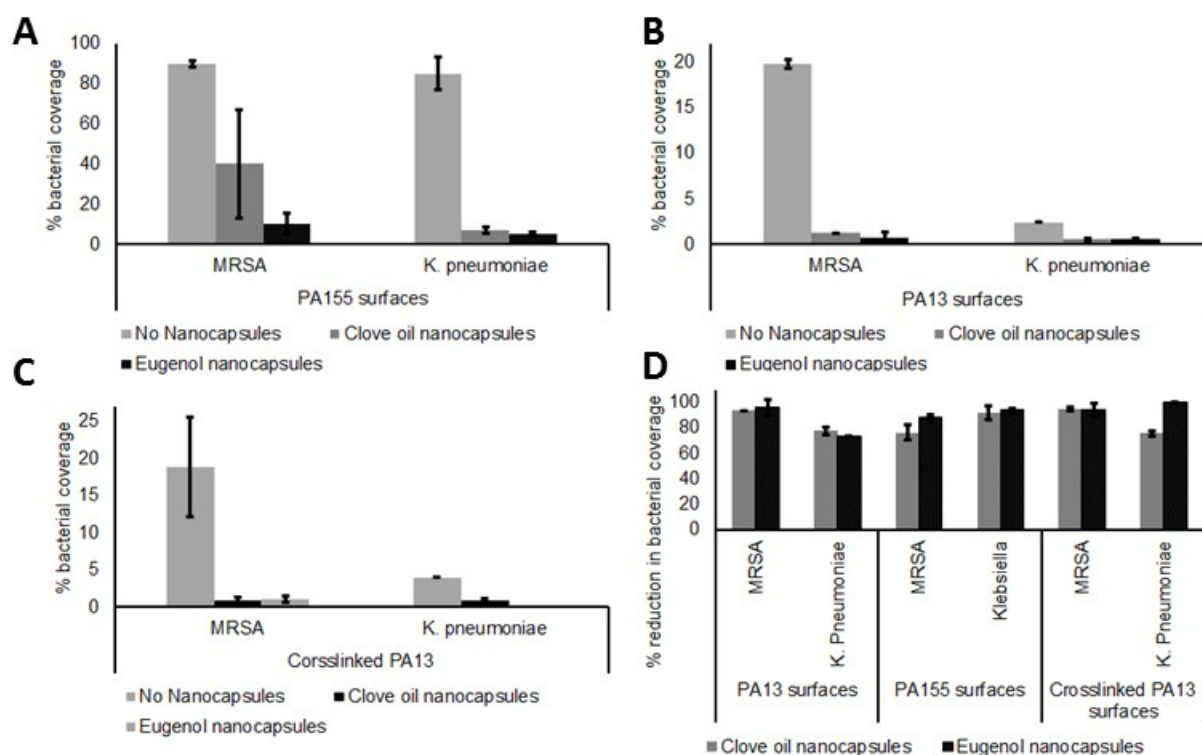 A
% bacterial coverage
100
80
60
40
20
0
MRSA
K. pneumoniae
PA155 surfaces
No Nanocapsules
Clove oil nanocapsules
Eugenol nanocapsules
B
% bacterial coverage
20
15
10
5
0
MRSA
K. pneumoniae
PA13 surfaces
No Nanocapsules
Clove oil nanocapsules
Eugenol nanocapsules
C
% bacterial coverage
25
20
15
10
5
0
MRSA
K. pneumoniae
Corsslinked PA13
No Nanocapsules
Clove oil nanocapsules
Eugenol nanocapsules
D
% reduction in bacterial coverage
100
80
60
40
20
0
MRSA
K. Pneumoniae
MRSA
Klebsiella
MRSA
K. Pneumoniae
PA13 surfaces
PA155 surfaces
Crosslinked PA13
surfaces
Clove oil nanocapsules
Eugenol nanocapsules